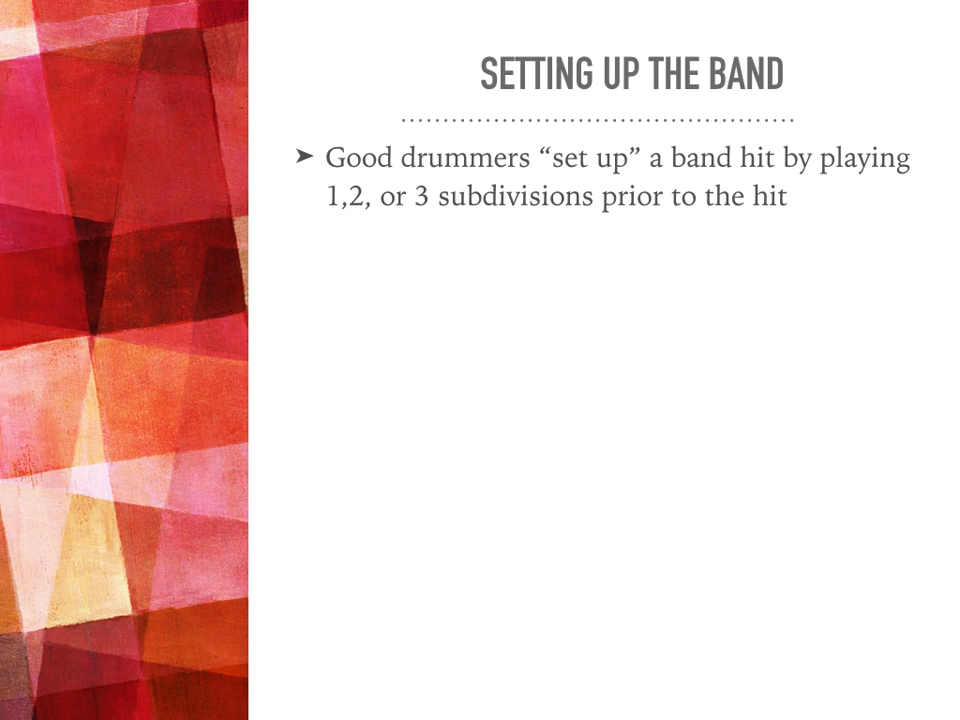 SETTING UP THE BAND
➤ Good drummers “set up” a band hit by playing
1,2, or 3 subdivisions prior to the hit